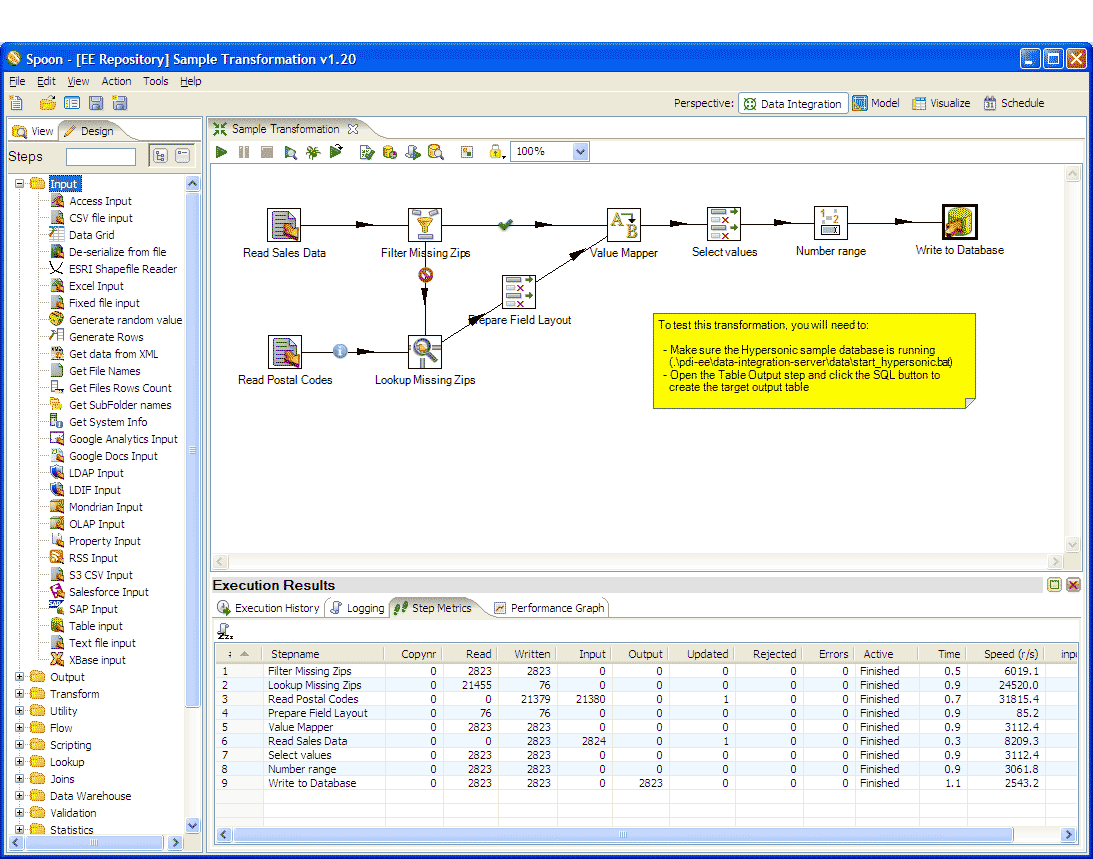 Spoon - [EE Repository] Sample Transformation v1.20
File Edit View Action Tools Help
Perspective: Data Integration Model Visualize Schedule
View Design
Steps
Input
Access Input
CSV file input
Data Grid
De-serialize from file
ESRI Shapefile Reader
Excel Input
Fixed file input
Generate random value
Generate Rows
Get data from XML
Get File Names
Get Files Rows Count
Get SubFolder names
Get System Info
Google Analytics Input
Google Docs Input
LDAP Input
LDIF Input
Mondrian Input
OLAP Input
Property Input
RSS Input
S3 CSV Input
Salesforce Input
SAP Input
Table input
Text file input
XBase input
Output
Transform
Utility
Flow
Scripting
Lookup
Joins
Data Warehouse
Validation
Statistics
Sample Transformation
100%
Read Sales Data
Filter Missing Zips
Value Mapper
Select values
Number range
Write to Database
Prepare Field Layout
Read Postal Codes
Lookup Missing Zips
To test this transformation, you will need to:
- Make sure the Hypersonic sample database is running
(.\pdi-ee\data-integration-server\data\start_hypersonic.bat)
- Open the Table Output step and click the SQL button to
create the target output table
Execution Results
Execution History Logging Step Metrics Performance Graph
Stepname Copynr Read Written Input Output Updated Rejected Errors Active Time Speed (r/s) inpu
1 Filter Missing Zips 0 2823 2823 0 0 0 0 0 Finished 0.5 6019.1
2 Lookup Missing Zips 0 21455 76 0 0 0 0 0 Finished 0.9 24520.0
3 Read Postal Codes 0 0 21379 21380 0 1 0 0 Finished 0.7 31815.4
4 Prepare Field Layout 0 76 76 0 0 0 0 0 Finished 0.9 85.2
5 Value Mapper 0 2823 2823 0 0 0 0 0 Finished 0.9 3112.4
6 Read Sales Data 0 0 2823 2824 0 1 0 0 Finished 0.3 8209.3
7 Select values 0 2823 2823 0 0 0 0 0 Finished 0.9 3112.4
8 Number range 0 2823 2823 0 0 0 0 0 Finished 0.9 3061.8
9 Write to Database 0 2823 2823 0 2823 0 0 0 Finished 1.1 2543.2